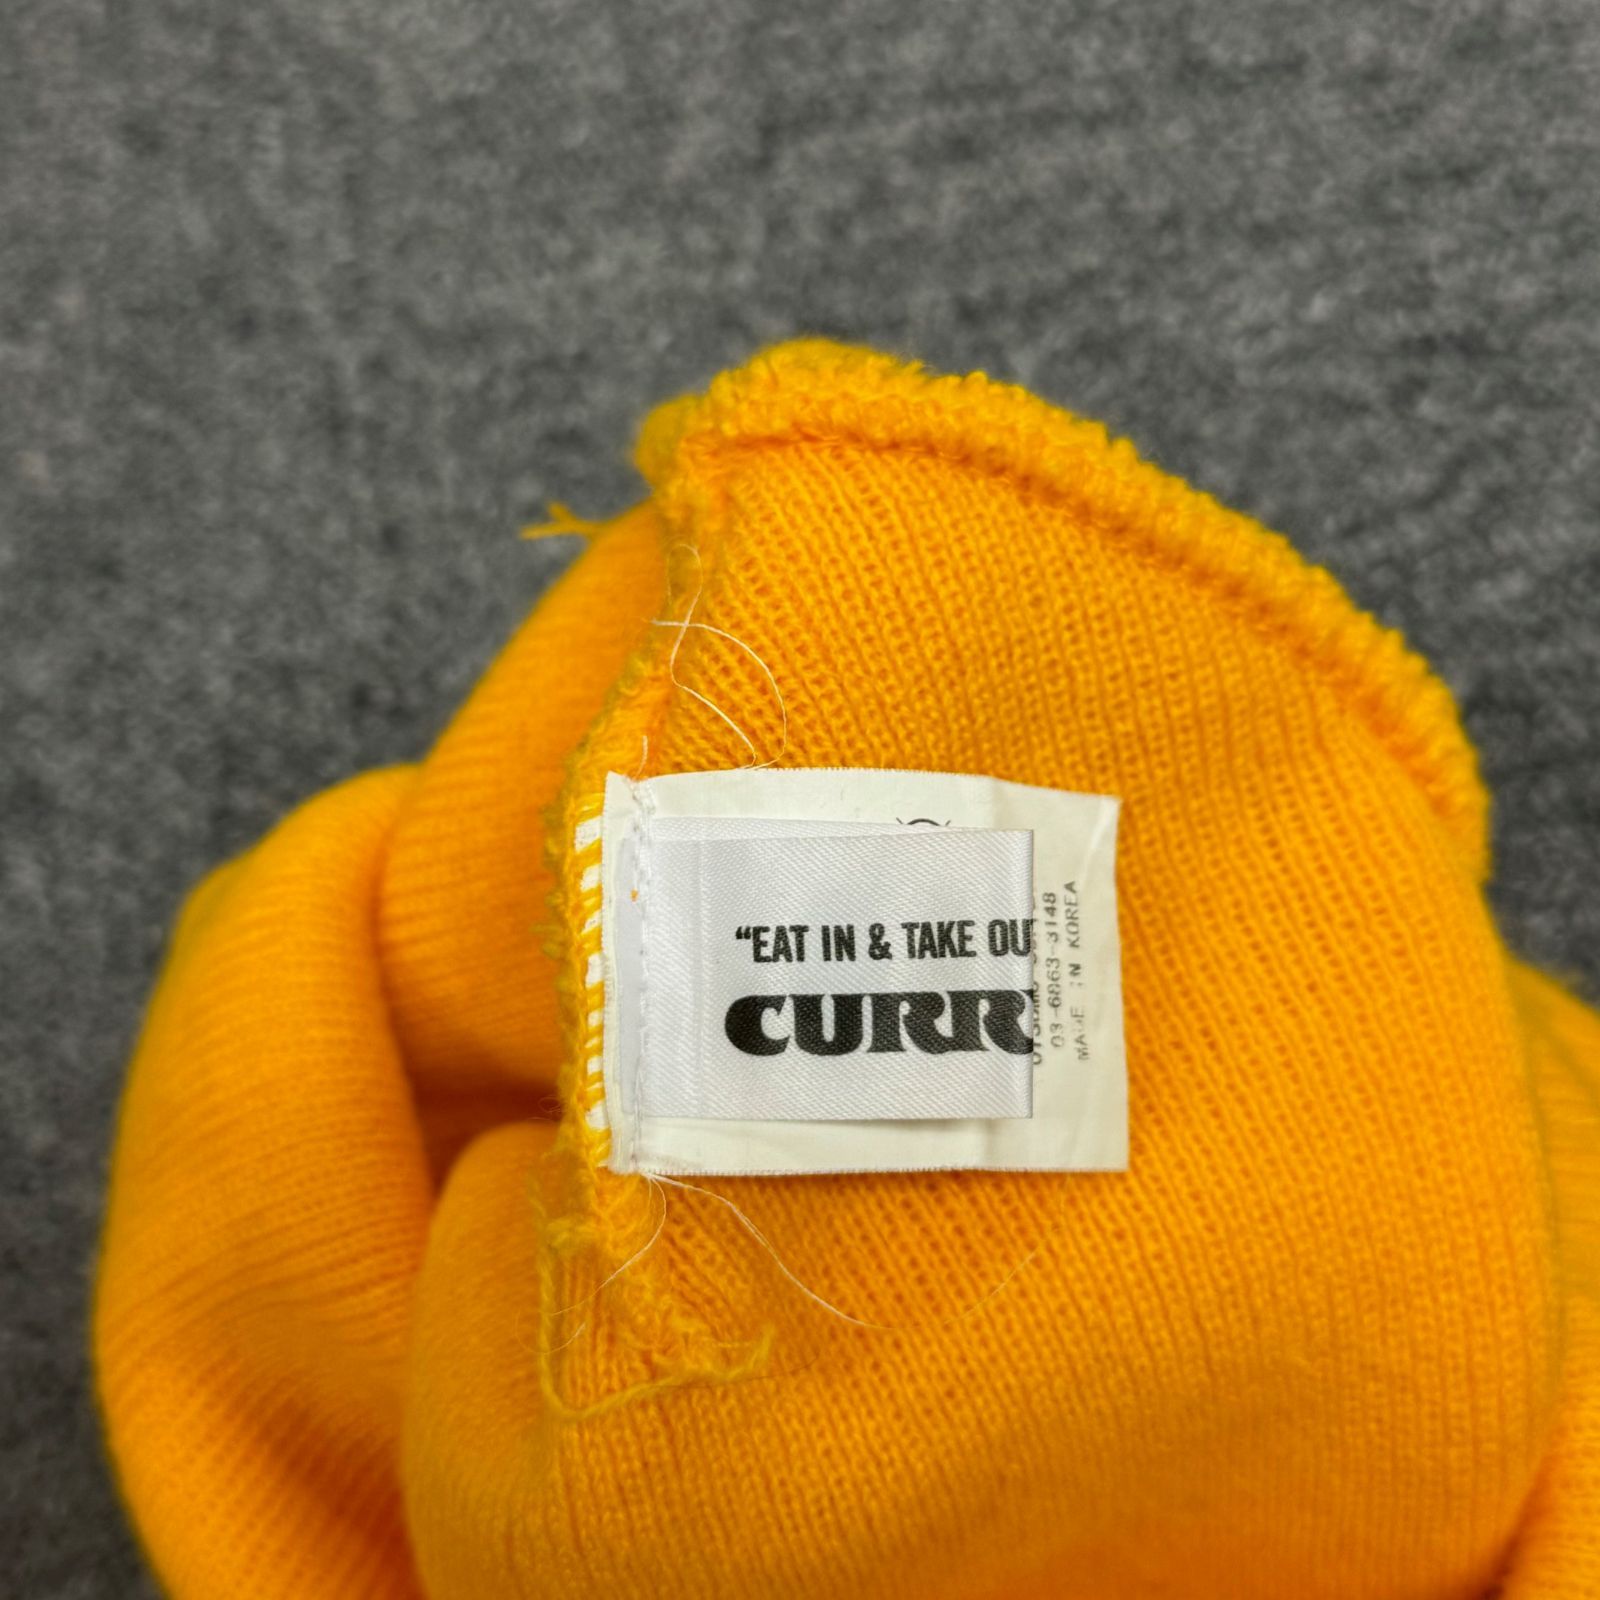 “EAT IN & TAKE OU
CURR
03-6863-3148
MADE IN KOREA